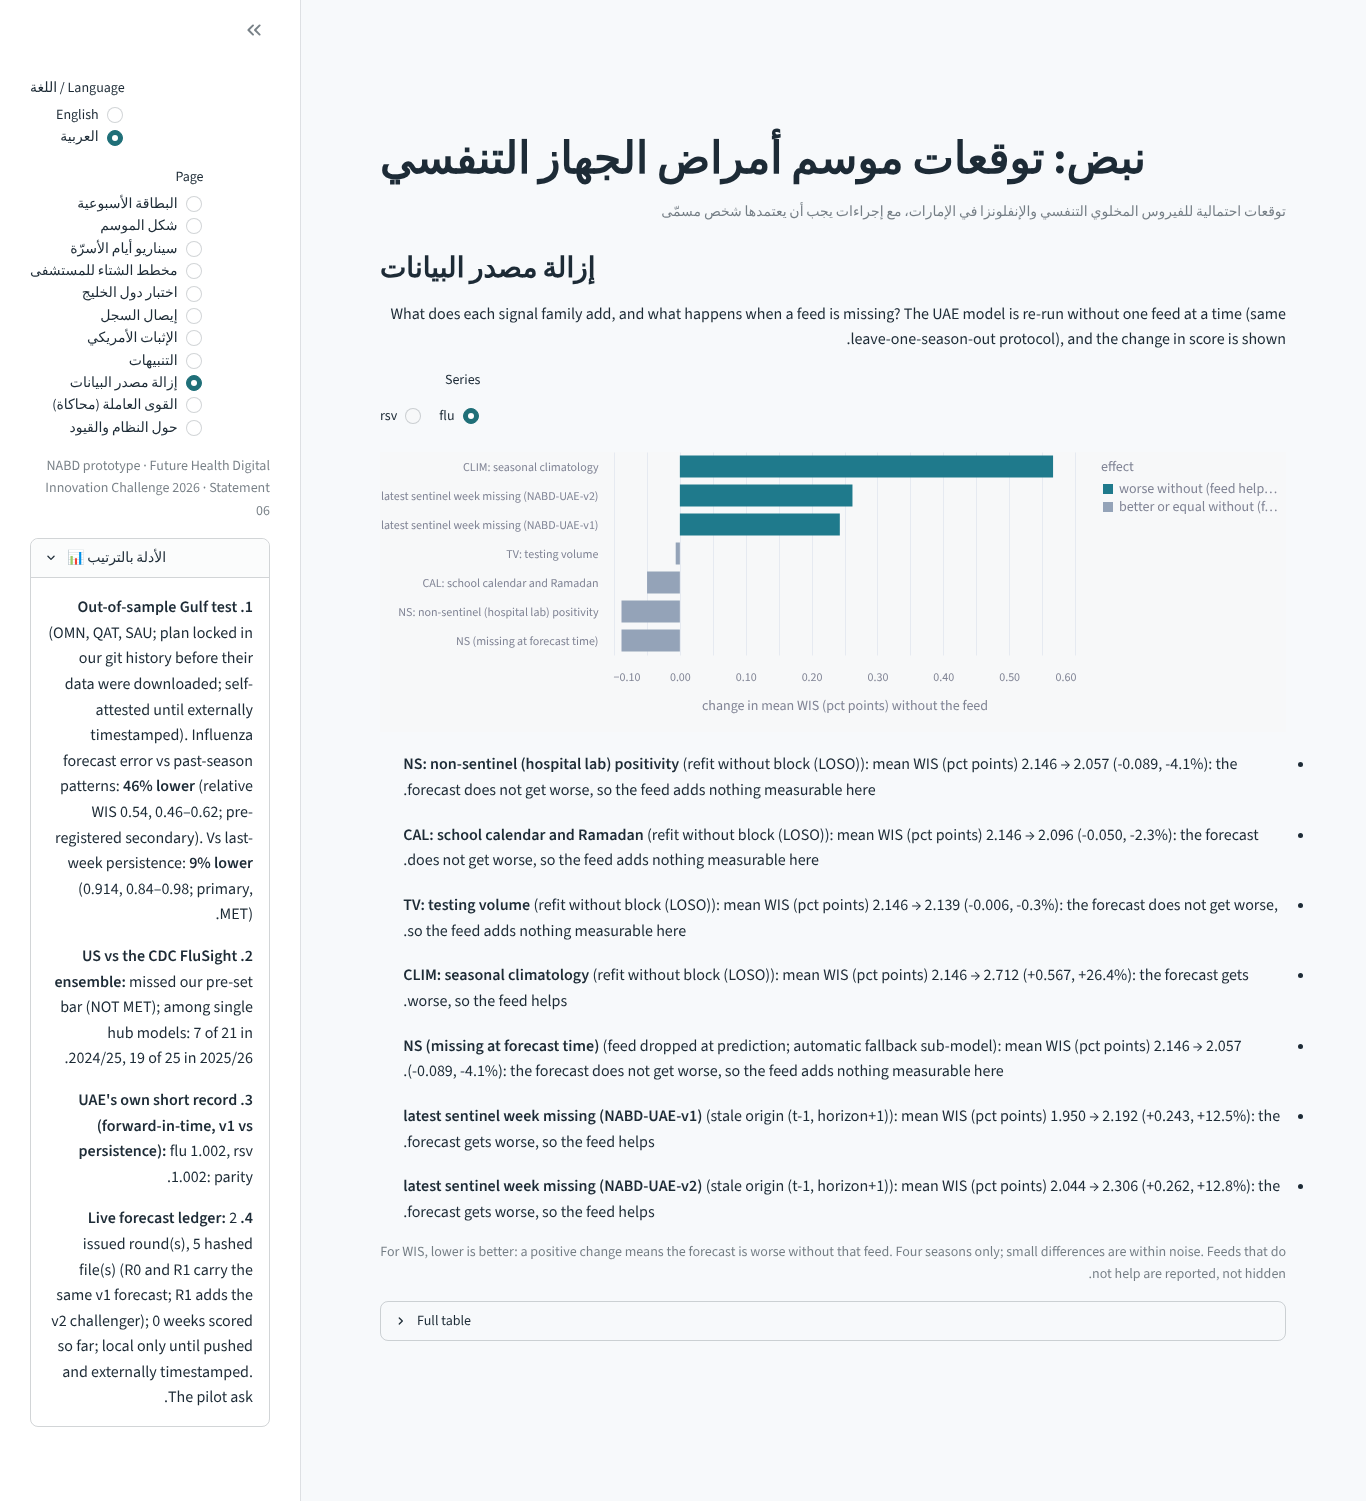 اللغة / Language
English
العربية
Page
البطاقة الأسبوعية
شكل الموسم
سيناريو أيام الأسرّة
مخطط الشتاء للمستشفى
اختبار دول الخليج
إيصال السجل
الإثبات الأمريكي
التنبيهات
إزالة مصدر البيانات
القوى العاملة (محاكاة)
حول النظام والقيود
NABD prototype · Future Health Digital
Innovation Challenge 2026 · Statement
06
📊 الأدلة بالترتيب
1. Out-of-sample Gulf test
(OMN, QAT, SAU; plan locked in
our git history before their
data were downloaded; self-
attested until externally
timestamped). Influenza
forecast error vs past-season
patterns: 46% lower (relative
WIS 0.54, 0.46–0.62; pre-
registered secondary). Vs last-
week persistence: 9% lower
(0.914, 0.84–0.98; primary,
MET).
2. US vs the CDC FluSight
ensemble: missed our pre-set
bar (NOT MET); among single
hub models: 7 of 21 in
2024/25, 19 of 25 in 2025/26.
3. UAE's own short record
(forward-in-time, v1 vs
persistence): flu 1.002, rsv
1.002: parity.
4. Live forecast ledger: 2
issued round(s), 5 hashed
file(s) (R0 and R1 carry the
same v1 forecast; R1 adds the
v2 challenger); 0 weeks scored
so far; local only until pushed
and externally timestamped.
The pilot ask.
نبض: توقعات موسم أمراض الجهاز التنفسي
توقعات احتمالية للفيروس المخلوي التنفسي والإنفلونزا في الإمارات، مع إجراءات يجب أن يعتمدها شخص مسمّى
إزالة مصدر البيانات
What does each signal family add, and what happens when a feed is missing? The UAE model is re-run without one feed at a time (same
leave-one-season-out protocol), and the change in score is shown.
Series
rsv flu
CLIM: seasonal climatology
latest sentinel week missing (NABD-UAE-v2)
latest sentinel week missing (NABD-UAE-v1)
TV: testing volume
CAL: school calendar and Ramadan
NS: non-sentinel (hospital lab) positivity
NS (missing at forecast time)
−0.10 0.00 0.10 0.20 0.30 0.40 0.50 0.60
change in mean WIS (pct points) without the feed
effect
worse without (feed help…
better or equal without (f…
NS: non-sentinel (hospital lab) positivity (refit without block (LOSO)): mean WIS (pct points) 2.146 → 2.057 (-0.089, -4.1%): the
forecast does not get worse, so the feed adds nothing measurable here.
CAL: school calendar and Ramadan (refit without block (LOSO)): mean WIS (pct points) 2.146 → 2.096 (-0.050, -2.3%): the forecast
does not get worse, so the feed adds nothing measurable here.
TV: testing volume (refit without block (LOSO)): mean WIS (pct points) 2.146 → 2.139 (-0.006, -0.3%): the forecast does not get worse,
so the feed adds nothing measurable here.
CLIM: seasonal climatology (refit without block (LOSO)): mean WIS (pct points) 2.146 → 2.712 (+0.567, +26.4%): the forecast gets
worse, so the feed helps.
NS (missing at forecast time) (feed dropped at prediction; automatic fallback sub-model): mean WIS (pct points) 2.146 → 2.057
(-0.089, -4.1%): the forecast does not get worse, so the feed adds nothing measurable here.
latest sentinel week missing (NABD-UAE-v1) (stale origin (t-1, horizon+1)): mean WIS (pct points) 1.950 → 2.192 (+0.243, +12.5%): the
forecast gets worse, so the feed helps.
latest sentinel week missing (NABD-UAE-v2) (stale origin (t-1, horizon+1)): mean WIS (pct points) 2.044 → 2.306 (+0.262, +12.8%): the
forecast gets worse, so the feed helps.
For WIS, lower is better: a positive change means the forecast is worse without that feed. Four seasons only; small differences are within noise. Feeds that do
not help are reported, not hidden.
Full table